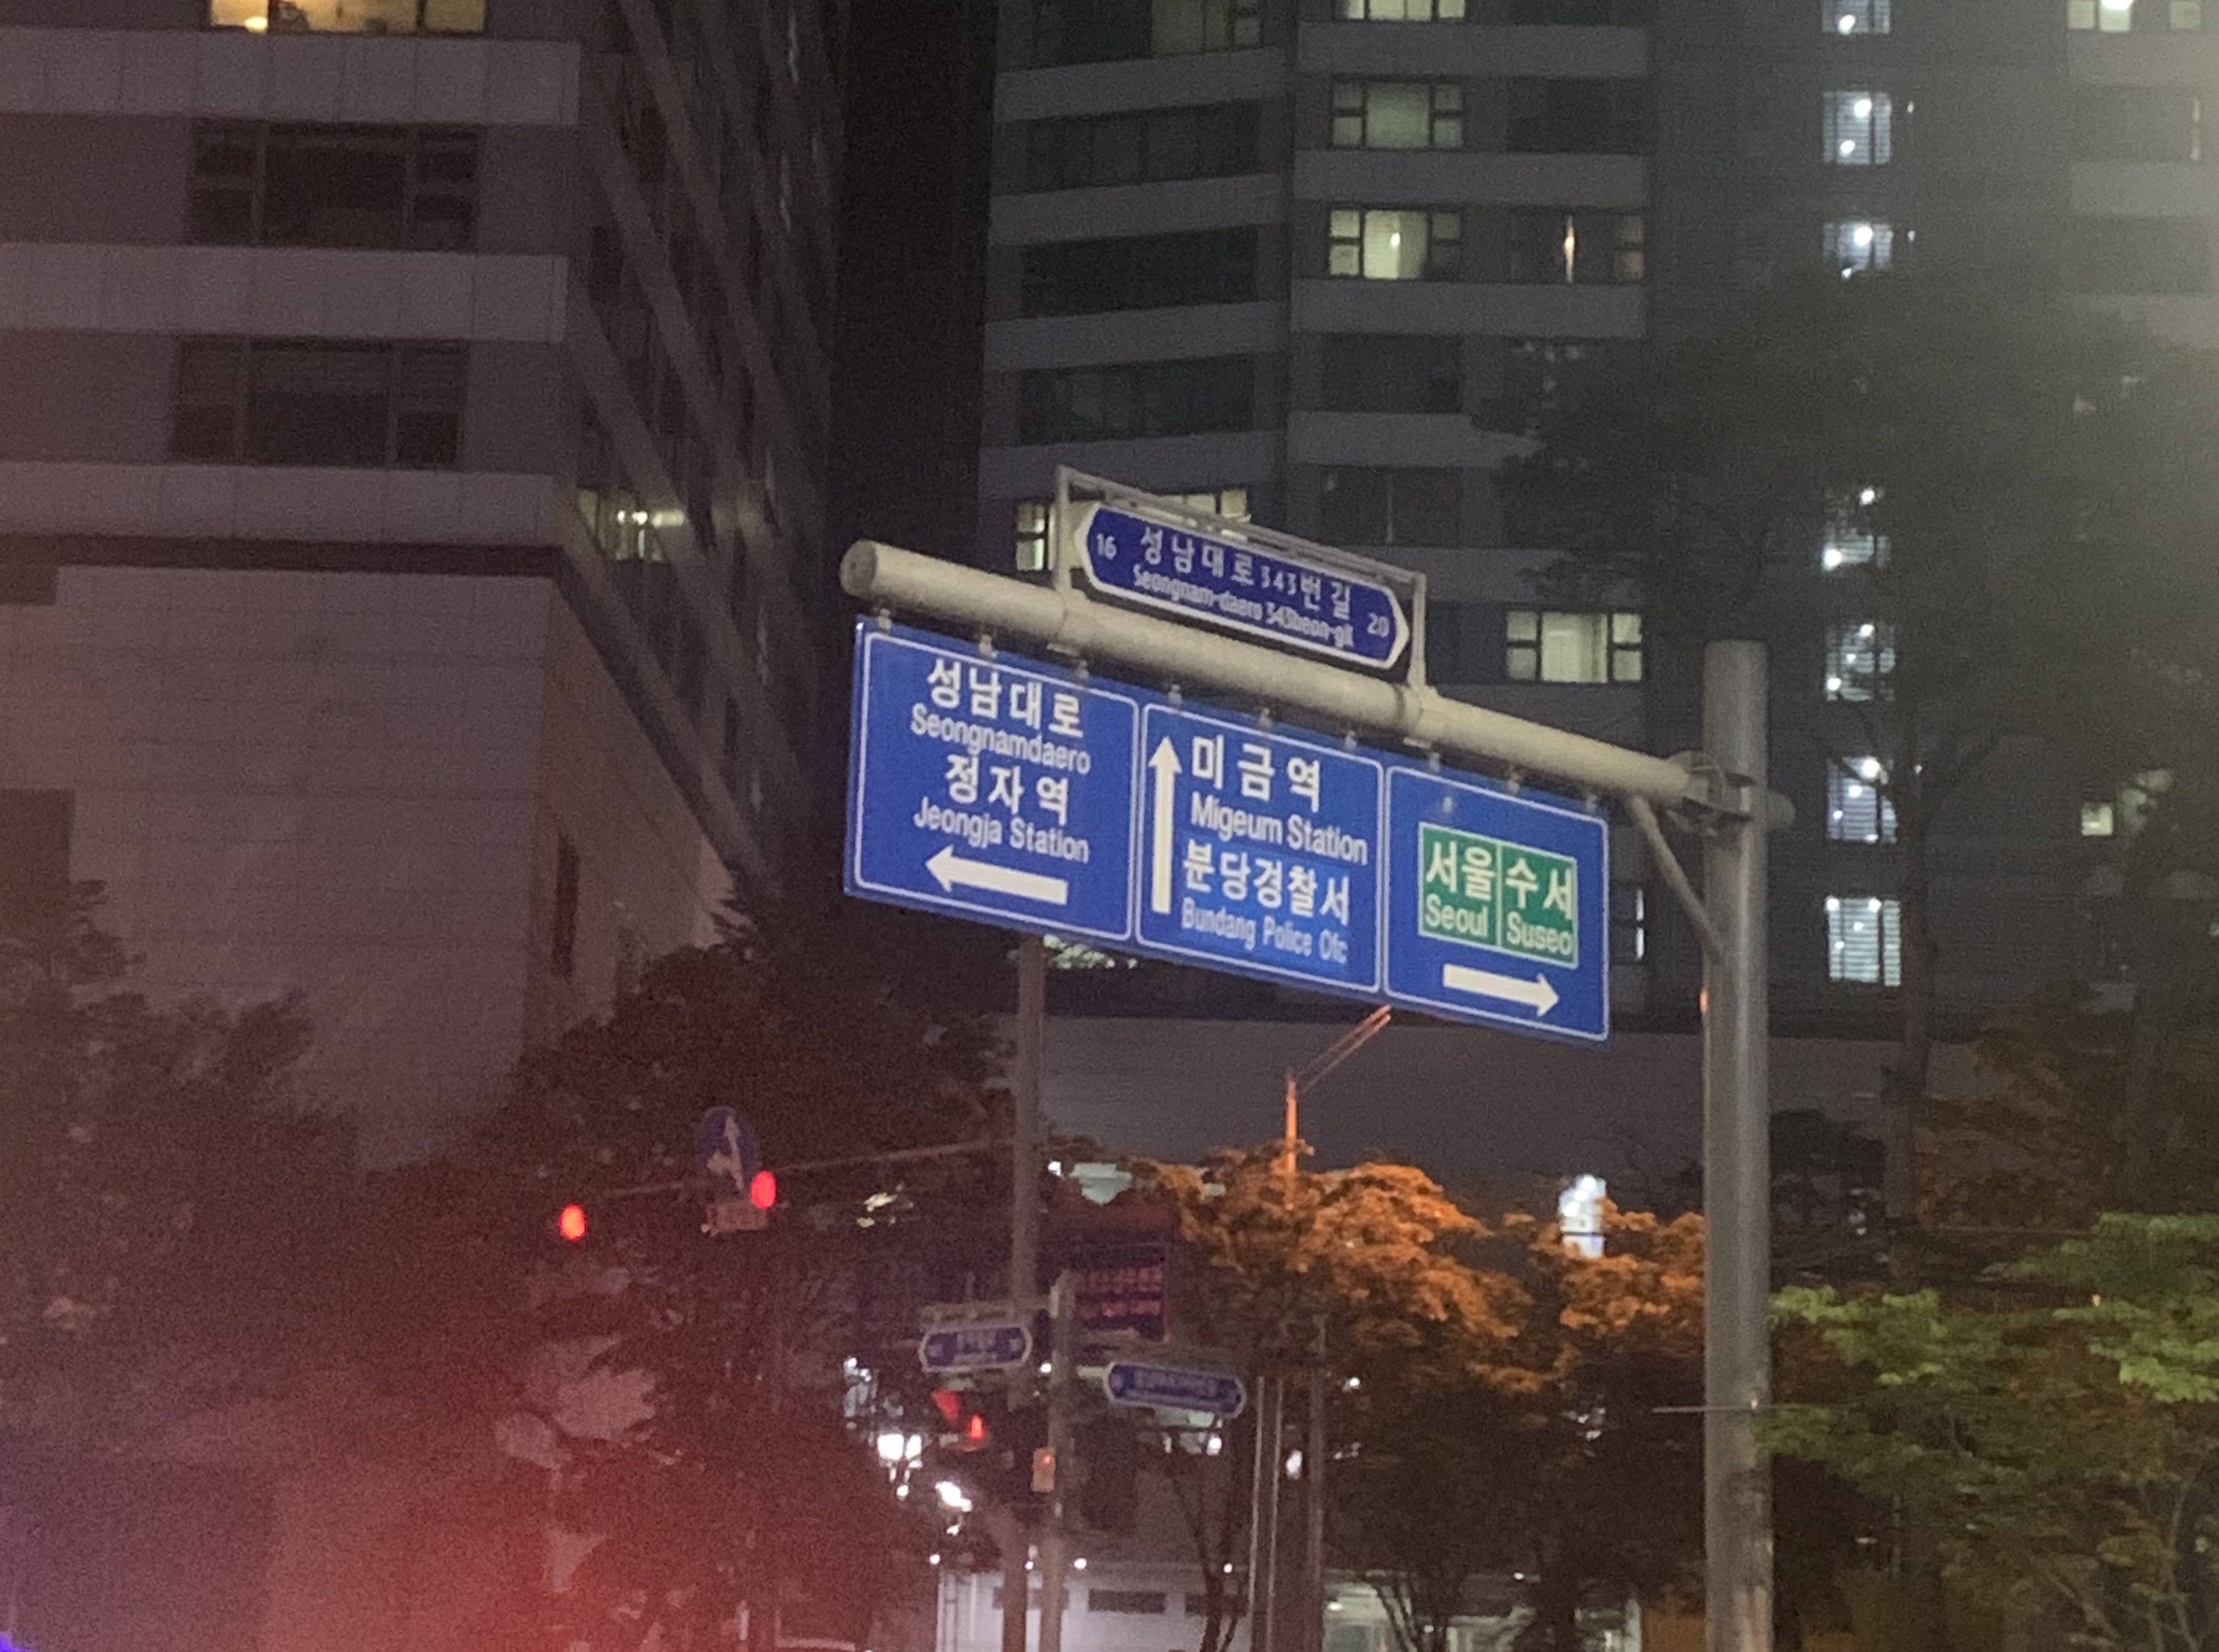 16 성남대로343번길 20
Seongnam-daero 343beon-gil
성남대로
Seongnamdaero
정자역
Jeongja Station
미금역
Migeum Station
분당경찰서
Bundang Police Ofc
서울 수서
Seoul Suseo